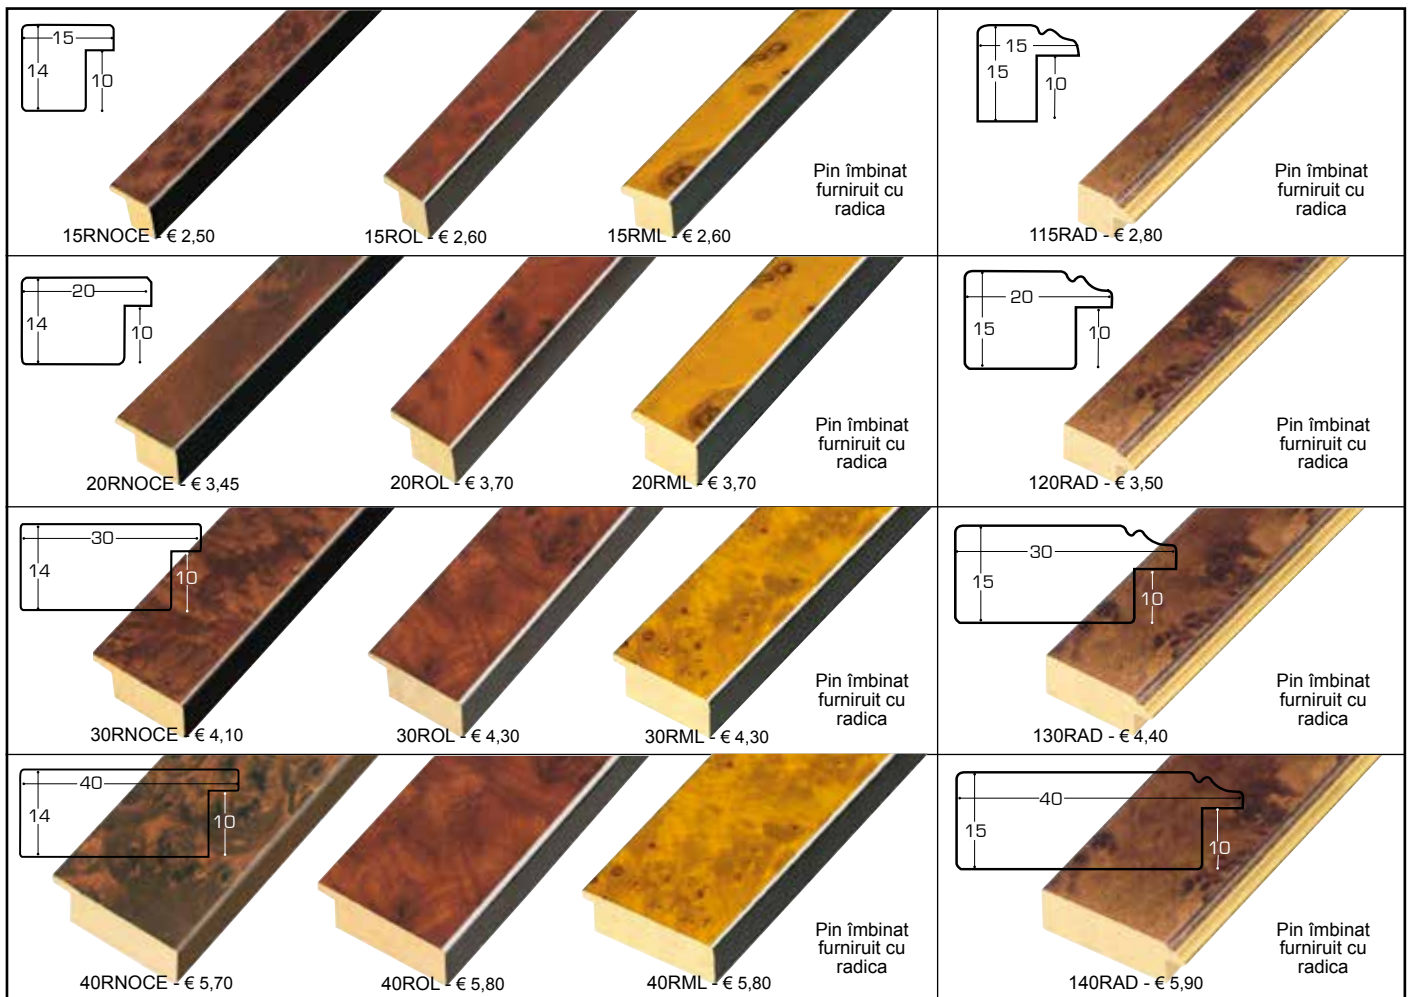 15
14
10
15RNOCE - € 2,50
15ROL - € 2,60
15RML - € 2,60
Pin îmbinat
furniruit cu
radica
15
15
10
115RAD - € 2,80
Pin îmbinat
furniruit cu
radica
20
14
10
20RNOCE - € 3,45
20ROL - € 3,70
20RML - € 3,70
Pin îmbinat
furniruit cu
radica
20
15
10
120RAD - € 3,50
Pin îmbinat
furniruit cu
radica
30
14
10
30RNOCE - € 4,10
30ROL - € 4,30
30RML - € 4,30
Pin îmbinat
furniruit cu
radica
30
15
10
130RAD - € 4,40
Pin îmbinat
furniruit cu
radica
40
14
10
40RNOCE - € 5,70
40ROL - € 5,80
40RML - € 5,80
Pin îmbinat
furniruit cu
radica
40
15
10
140RAD - € 5,90
Pin îmbinat
furniruit cu
radica